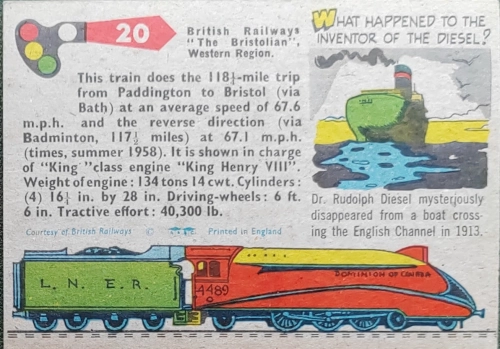 20
British Railways
"The Bristolian",
Western Region.
This train does the 118¼-mile trip
from Paddington to Bristol (via
Bath) at an average speed of 67.6
m.p.h. and the reverse direction (via
Badminton, 117½ miles) at 67.1 m.p.h.
(times, summer 1958). It is shown in charge
of "King "class engine "King Henry VIII".
Weight of engine : 134 tons 14 cwt. Cylinders :
(4) 16¼ in. by 28 in. Driving-wheels : 6 ft.
6 in. Tractive effort : 40,300 lb.
Courtesy of British Railways © Printed in England
WHAT HAPPENED TO THE
INVENTOR OF THE DIESEL?
Dr. Rudolph Diesel mysteriously
disappeared from a boat cross-
ing the English Channel in 1913.
L. N. E. R.
4489
DOMINION OF CANADA